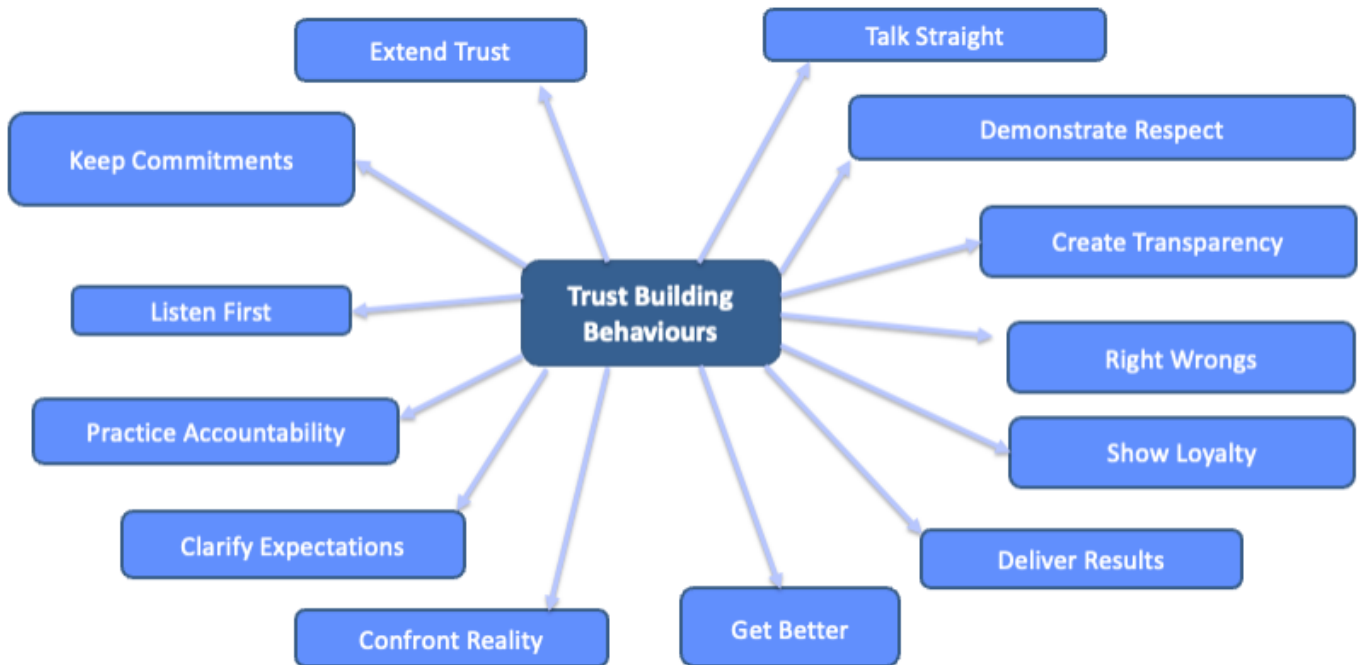 Extend Trust
Talk Straight
Demonstrate Respect
Keep Commitments
Create Transparency
Trust Building
Behaviours
Listen First
Right Wrongs
Practice Accountability
Show Loyalty
Clarify Expectations
Deliver Results
Get Better
Confront Reality